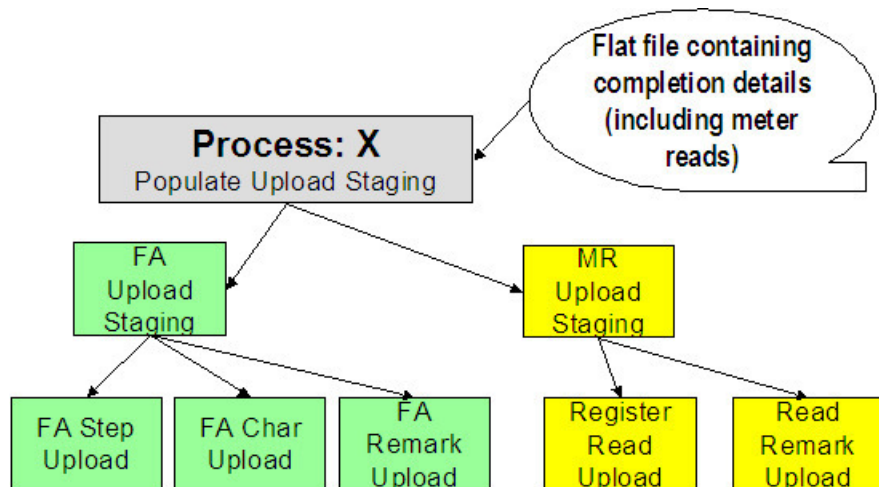 Flat file containing
completion details
(including meter
reads)
Process: X
Populate Upload Staging
FA
Upload
Staging
MR
Upload
Staging
FA Step
Upload
FA Char
Upload
FA
Remark
Upload
Register
Read
Upload
Read
Remark
Upload